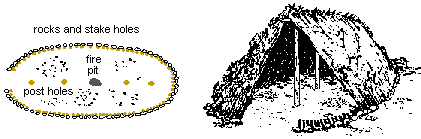 rocks and stake holes
fire
pit
post holes